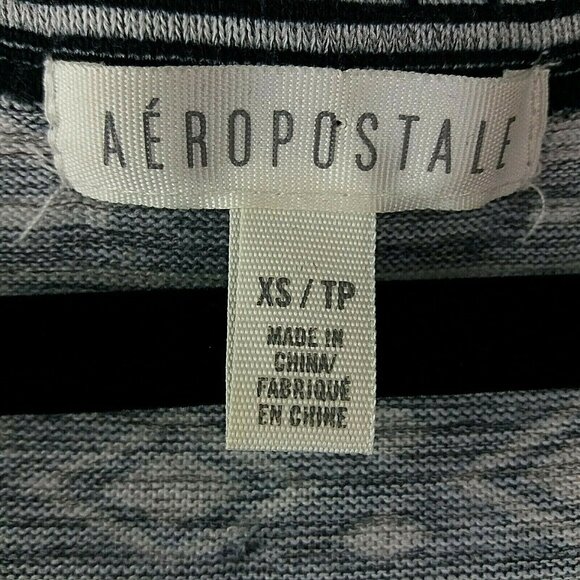 AÉROPOSTALE
XS / TP
MADE IN
CHINA/
FABRIQUÉ
EN CHINE